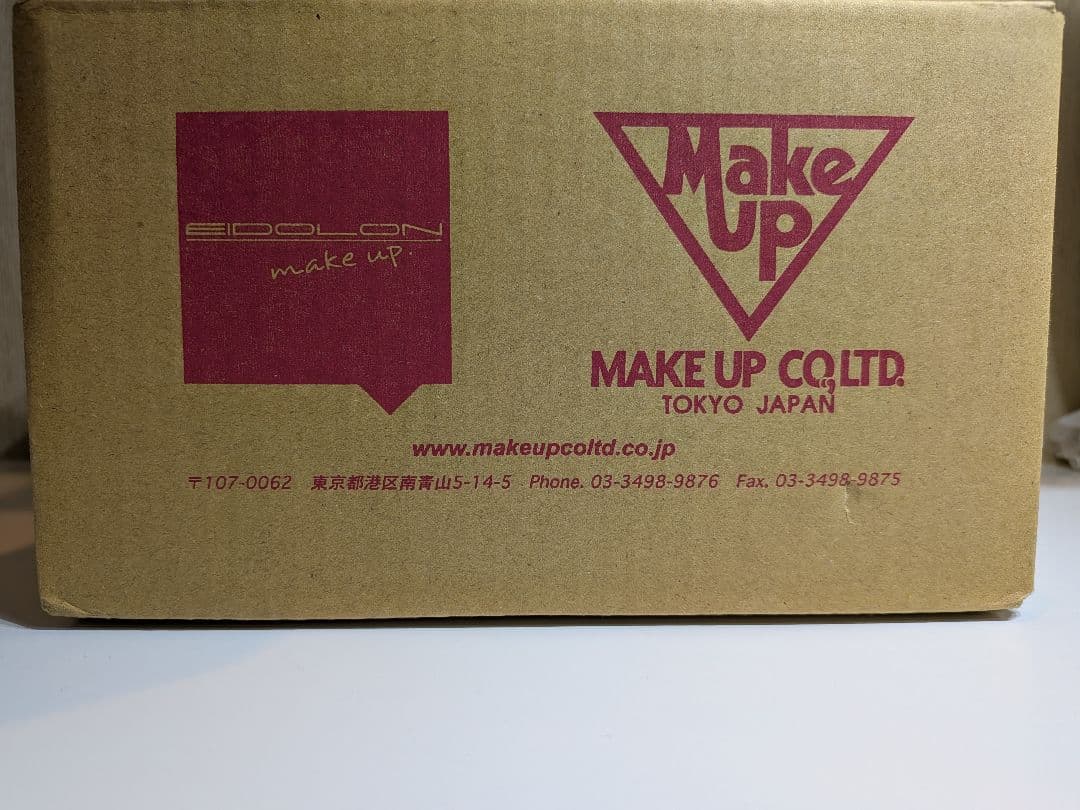 EIDOLON
make up.
Make
Up
MAKE UP CO.,LTD.
TOKYO JAPAN
www.makeupcoltd.co.jp
〒107-0062 東京都港区南青山5-14-5 Phone. 03-3498-9876 Fax. 03-3498-9875